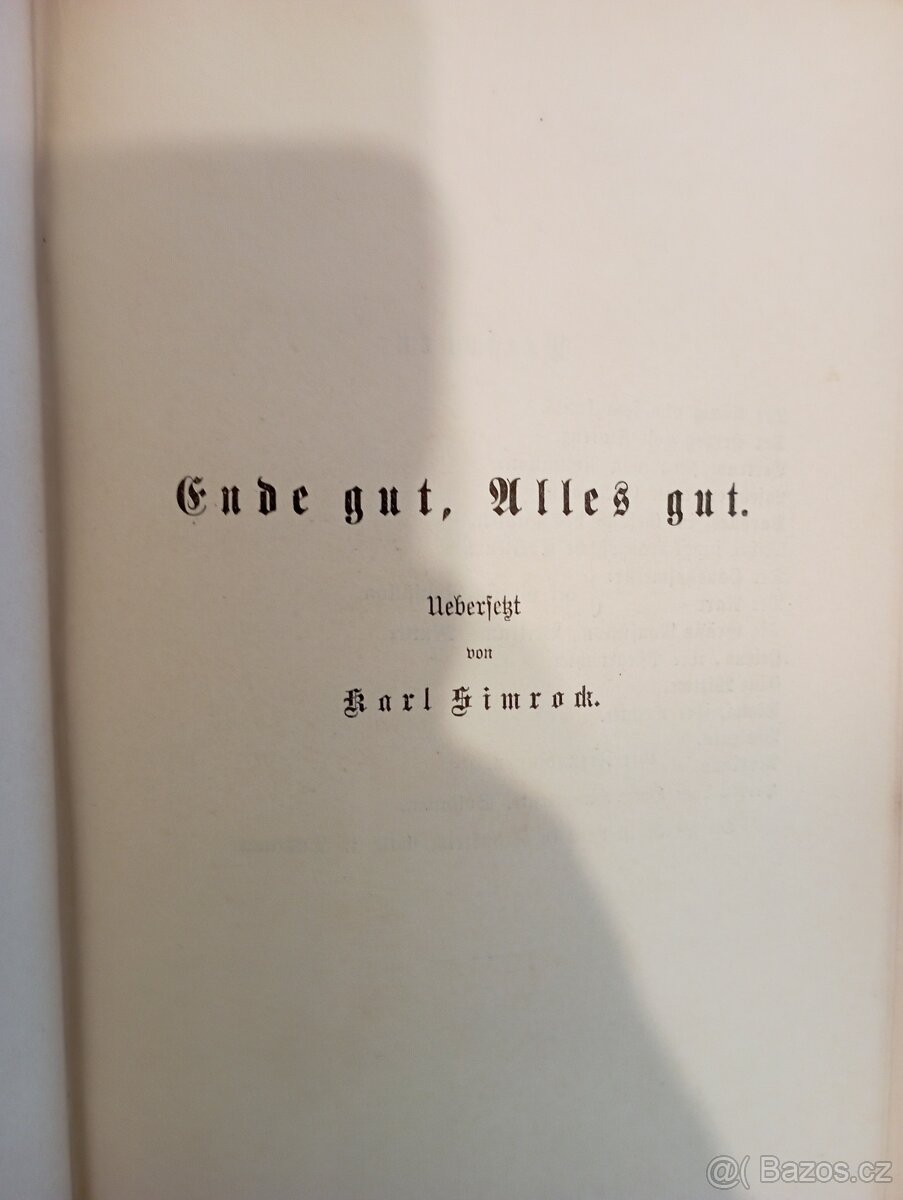 Ende gut, Alles gut.
Ueberſetzt
von
Karl Simrock.
@( Bazos.cz